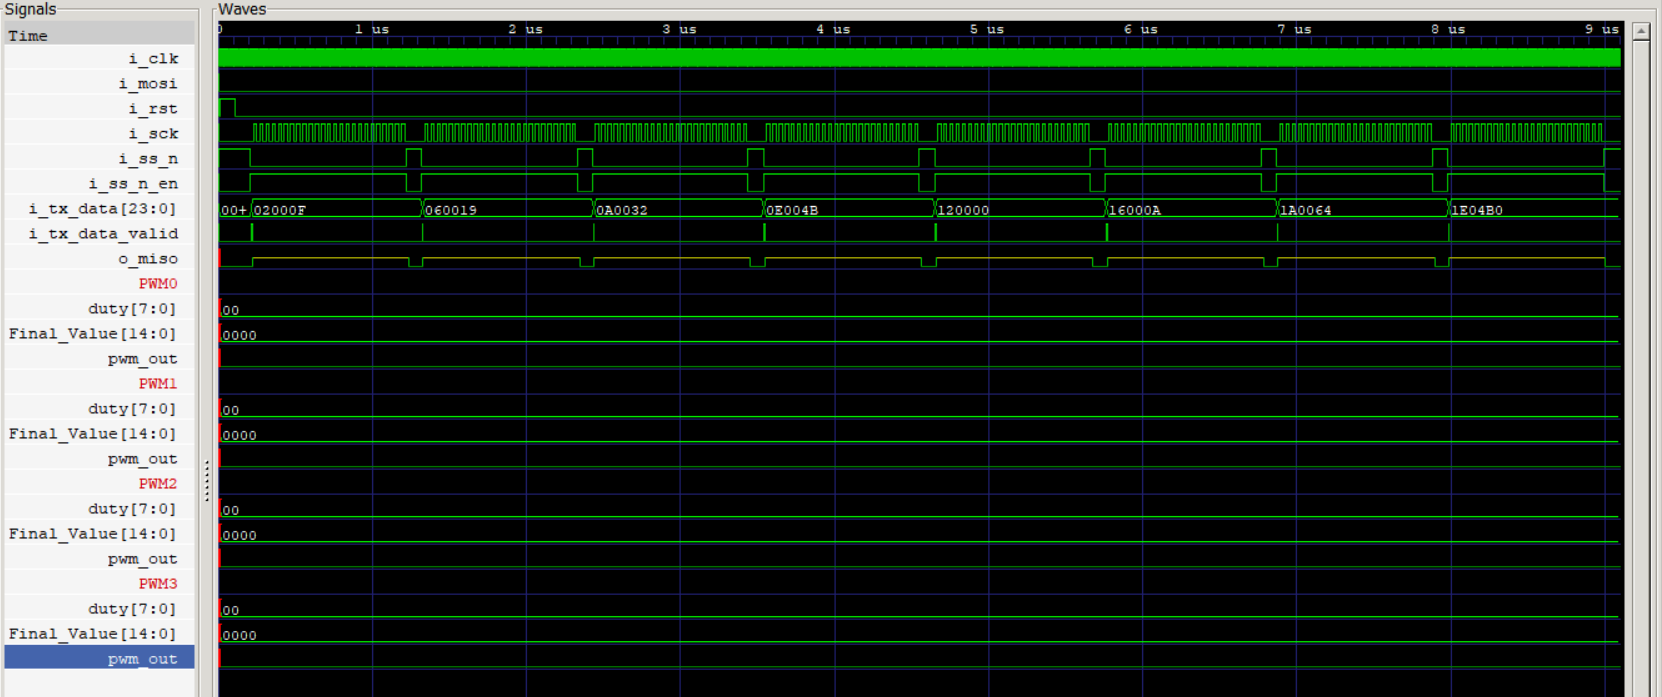 Signals
Waves
Time
0 1 us 2 us 3 us 4 us 5 us 6 us 7 us 8 us 9 us
i_clk
i_mosi
i_rst
i_sck
i_ss_n
i_ss_n_en
i_tx_data[23:0] 00+ 02000F 060019 0A0032 0E004B 120000 16000A 1A0064 1E04B0
i_tx_data_valid
o_miso
PWM0
duty[7:0] 00
Final_Value[14:0] 0000
pwm_out
PWM1
duty[7:0] 00
Final_Value[14:0] 0000
pwm_out
PWM2
duty[7:0] 00
Final_Value[14:0] 0000
pwm_out
PWM3
duty[7:0] 00
Final_Value[14:0] 0000
pwm_out